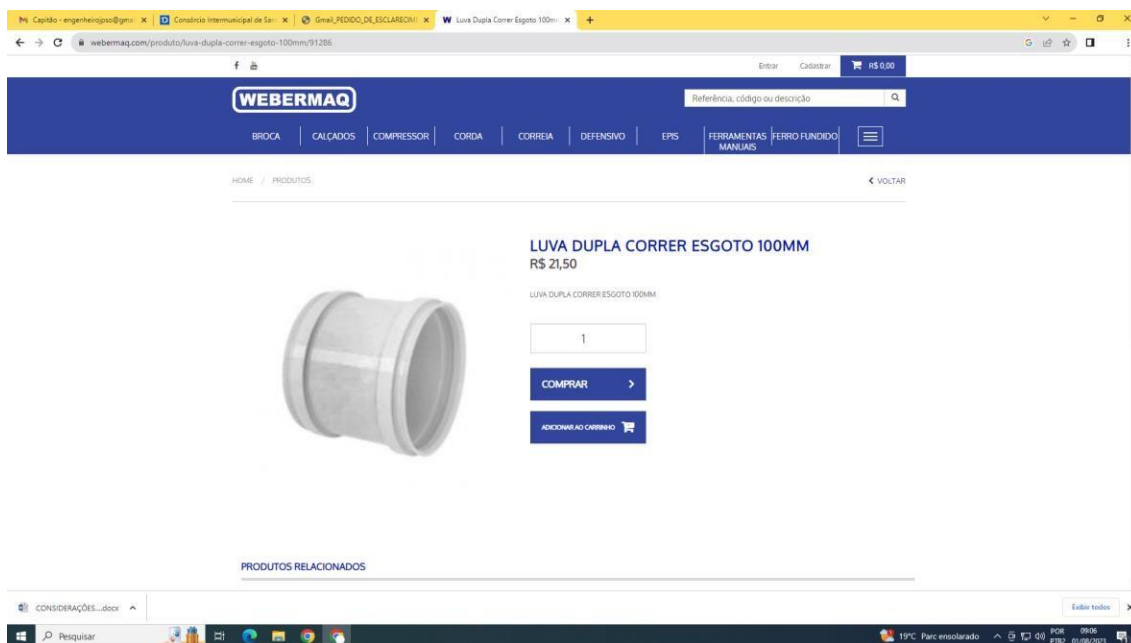 Capitão - engenheirojpso@gma
Consórcio intermunicipal de San
Gmail_PEDIDO_DE_ESCLARECIM
W Luva Dupla Correr Esgoto 100m
webermaq.com/produto/luva-dupla-correr-esgoto-100mm/91286
Entrar Cadastrar R$ 0,00
WEBERMAQ
Referência, código ou descrição
BROCA CALÇADOS COMPRESSOR CORDA CORREIA DEFENSIVO EPIS FERRAMENTAS MANUAIS FERRO FUNDIDO
HOME / PRODUTOS
VOLTAR
LUVA DUPLA CORRER ESGOTO 100MM
R$ 21,50
LUVA DUPLA CORRER ESGOTO 100MM
1
COMPRAR
ADICIONAR AO CARRINHO
PRODUTOS RELACIONADOS
CONSIDERAÇÕES....docx
Exibir todos
Pesquisar
19°C Parc ensolarado
POR
PTB2
09:06
01/08/2023